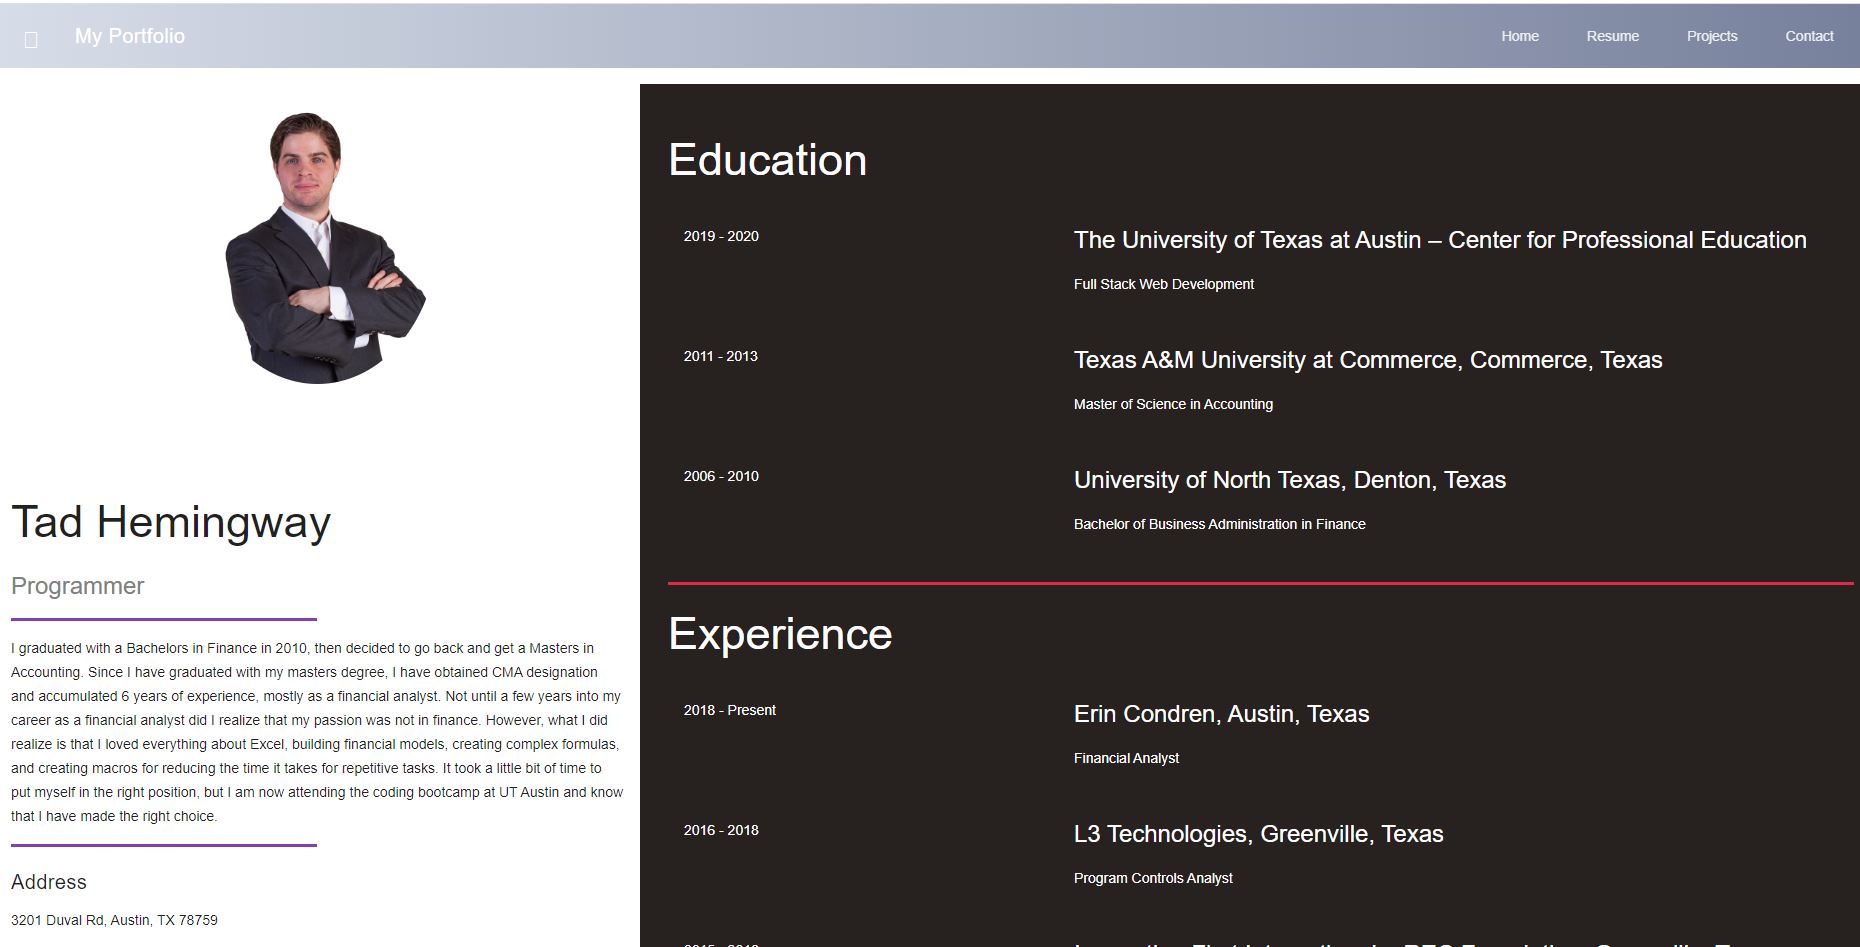 My Portfolio
Home Resume Projects Contact
Tad Hemingway
Programmer
I graduated with a Bachelors in Finance in 2010, then decided to go back and get a Masters in
Accounting. Since I have graduated with my masters degree, I have obtained CMA designation
and accumulated 6 years of experience, mostly as a financial analyst. Not until a few years into my
career as a financial analyst did I realize that my passion was not in finance. However, what I did
realize is that I loved everything about Excel, building financial models, creating complex formulas,
and creating macros for reducing the time it takes for repetitive tasks. It took a little bit of time to
put myself in the right position, but I am now attending the coding bootcamp at UT Austin and know
that I have made the right choice.
Address
3201 Duval Rd, Austin, TX 78759
Education
2019 - 2020
The University of Texas at Austin – Center for Professional Education
Full Stack Web Development
2011 - 2013
Texas A&M University at Commerce, Commerce, Texas
Master of Science in Accounting
2006 - 2010
University of North Texas, Denton, Texas
Bachelor of Business Administration in Finance
Experience
2018 - Present
Erin Condren, Austin, Texas
Financial Analyst
2016 - 2018
L3 Technologies, Greenville, Texas
Program Controls Analyst